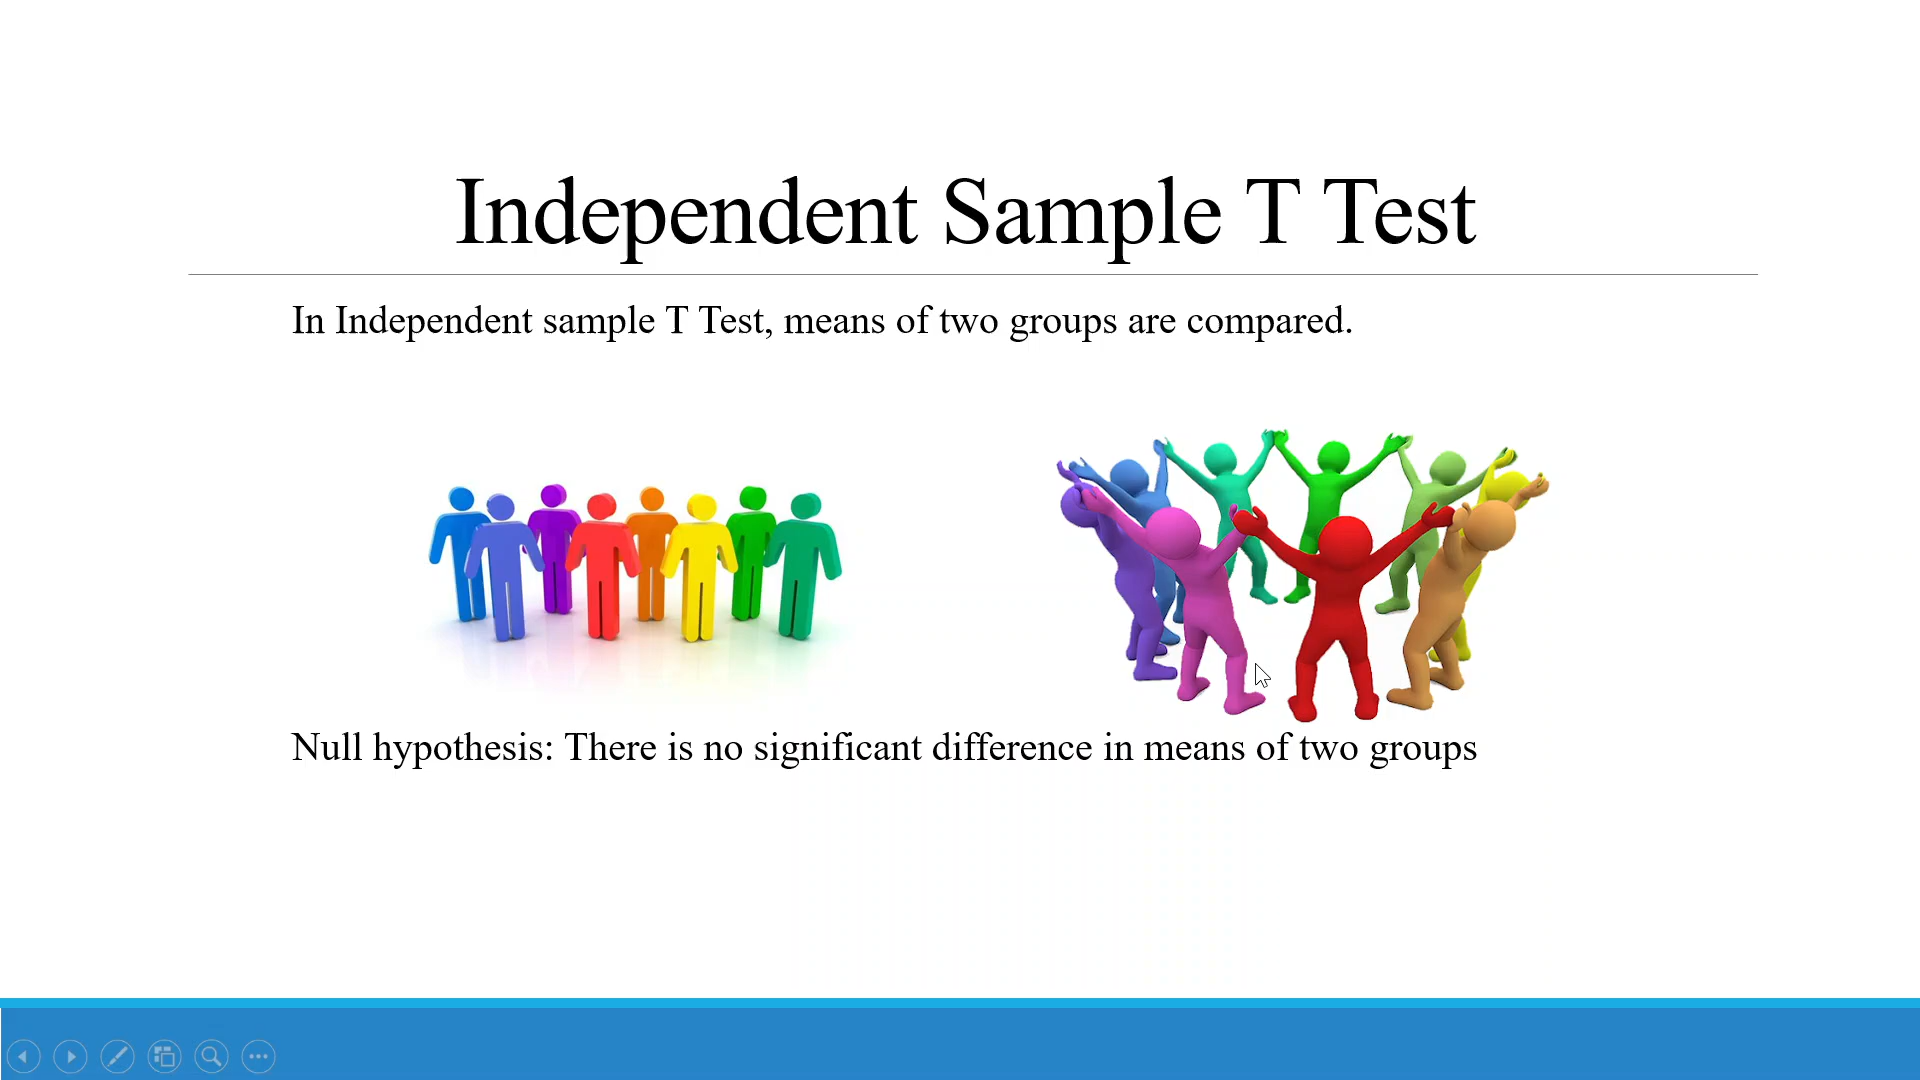 Independent Sample T Test
In Independent sample T Test, means of two groups are compared.
Null hypothesis: There is no significant difference in means of two groups